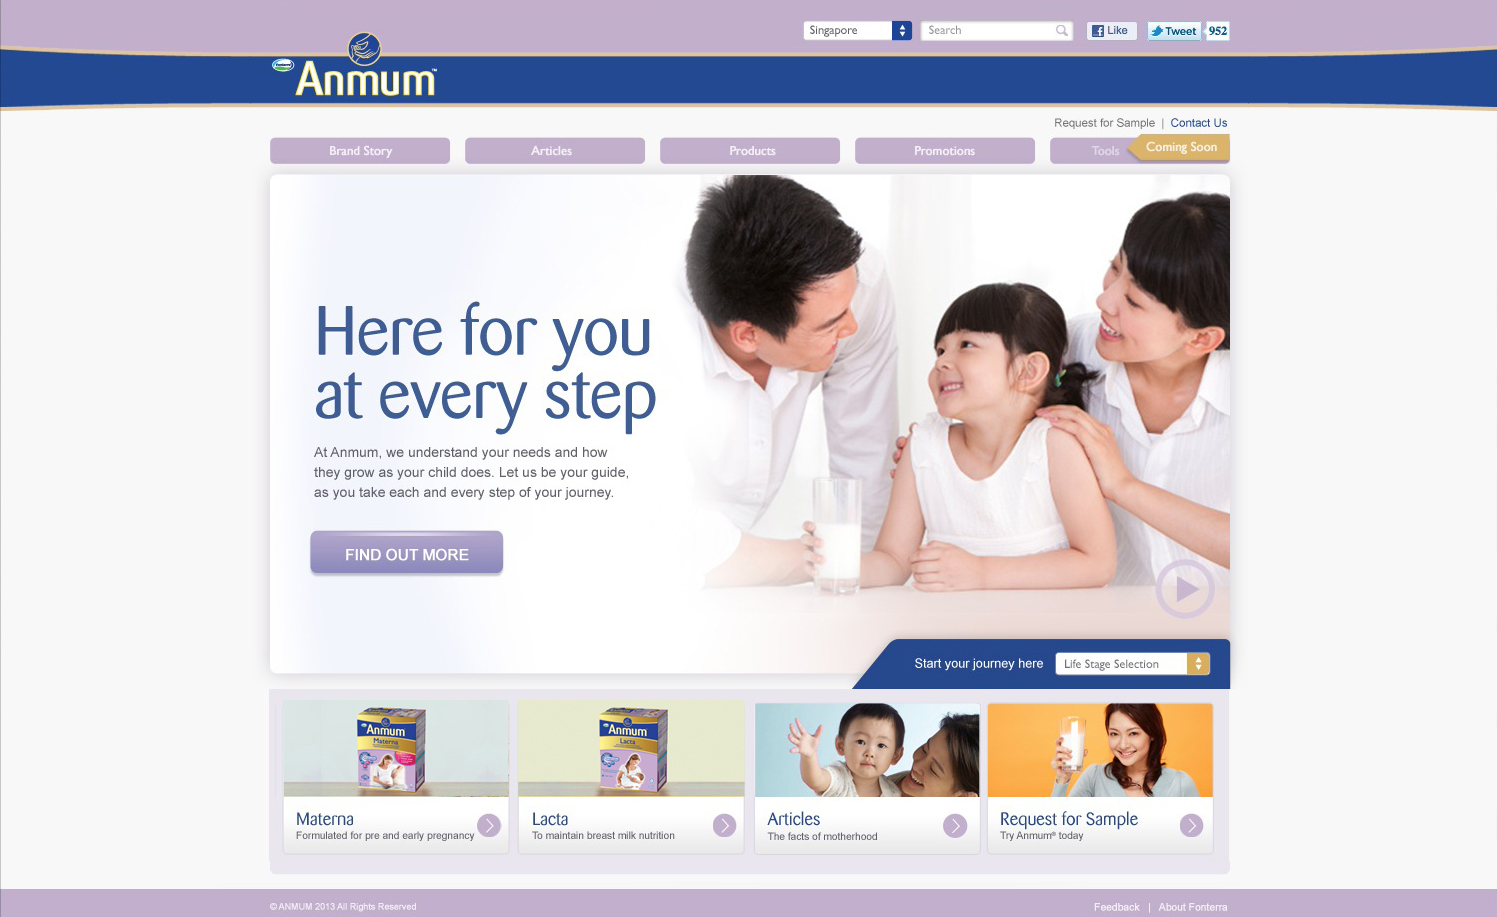 Singapore
Search
Like
Tweet 952
Anmum™
Request for Sample | Contact Us
Brand Story
Articles
Products
Promotions
Tools
Coming Soon
Here for you
at every step
At Anmum, we understand your needs and how
they grow as your child does. Let us be your guide,
as you take each and every step of your journey.
FIND OUT MORE
Start your journey here
Life Stage Selection
Anmum
Materna
Anmum
Lacta
Materna
Formulated for pre and early pregnancy
Lacta
To maintain breast milk nutrition
Articles
The facts of motherhood
Request for Sample
Try Anmum® today
© ANMUM 2013 All Rights Reserved
Feedback | About Fonterra